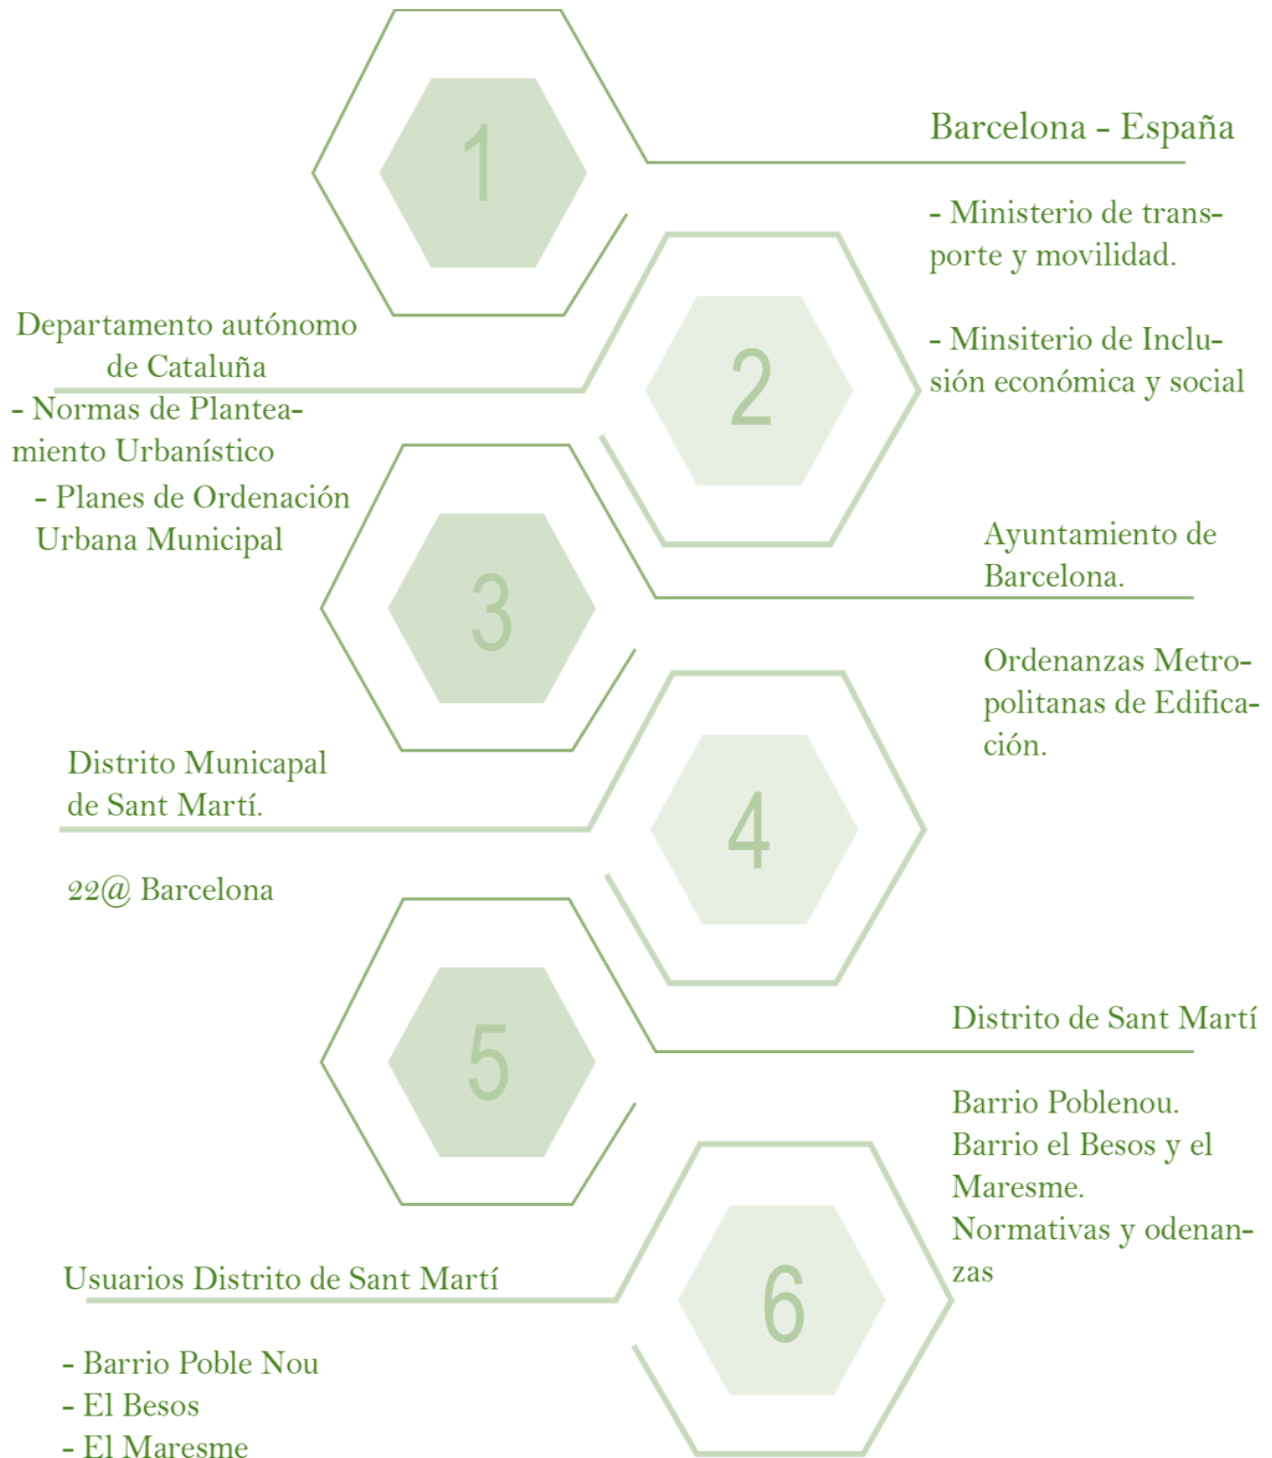 1
Barcelona - España
- Ministerio de trans-
porte y movilidad.
- Minsiterio de Inclu-
sión económica y social
2
Departamento autónomo
de Cataluña
- Normas de Plantea-
miento Urbanístico
- Planes de Ordenación
Urbana Municipal
3
Ayuntamiento de
Barcelona.
Ordenanzas Metro-
politanas de Edifica-
ción.
4
Distrito Municapal
de Sant Martí.
22@ Barcelona
5
Distrito de Sant Martí
Barrio Poblenou.
Barrio el Besos y el
Maresme.
Normativas y odenan-
zas
6
Usuarios Distrito de Sant Martí
- Barrio Poble Nou
- El Besos
- El Maresme